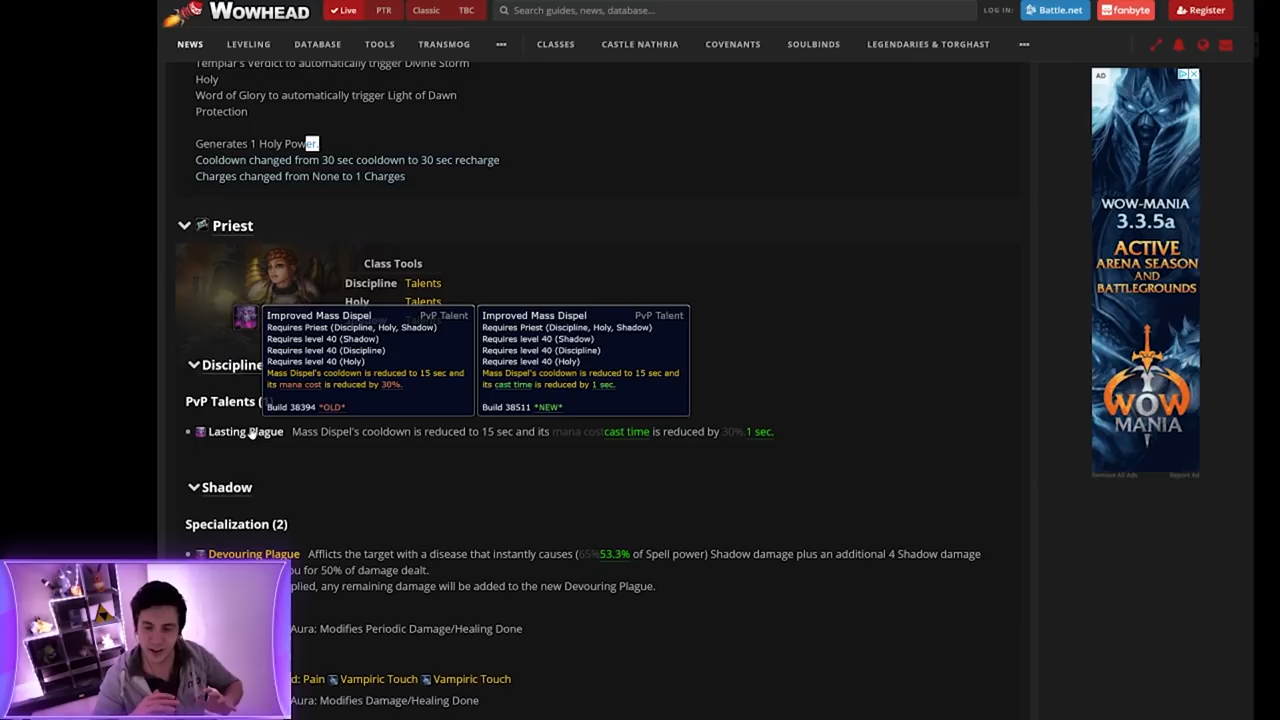 WOWHEAD
Live
PTR
Classic
TBC
Search guides, news, database...
LOG IN:
Battle.net
fanbyte
Register
NEWS
LEVELING
DATABASE
TOOLS
TRANSMOG
•••
CLASSES
CASTLE NATHRIA
COVENANTS
SOULBINDS
LEGENDARIES & TORGHAST
•••
Templar's Verdict to automatically trigger Divine Storm
Holy
Word of Glory to automatically trigger Light of Dawn
Protection
Generates 1 Holy Power.
Cooldown changed from 30 sec cooldown to 30 sec recharge
Charges changed from None to 1 Charges
Priest
Class Tools
Discipline Talents
Holy Talents
Improved Mass Dispel PvP Talent
Requires Priest (Discipline, Holy, Shadow)
Requires level 40 (Shadow)
Requires level 40 (Discipline)
Requires level 40 (Holy)
Mass Dispel's cooldown is reduced to 15 sec and
its mana cost is reduced by 30%.
Build 38394 *OLD*
Improved Mass Dispel PvP Talent
Requires Priest (Discipline, Holy, Shadow)
Requires level 40 (Shadow)
Requires level 40 (Discipline)
Requires level 40 (Holy)
Mass Dispel's cooldown is reduced to 15 sec and
its cast time is reduced by 1 sec.
Build 38511 *NEW*
Discipline
PvP Talents (1)
Lasting Plague Mass Dispel's cooldown is reduced to 15 sec and its mana costcast time is reduced by 30%.1 sec.
Shadow
Specialization (2)
Devouring Plague Afflicts the target with a disease that instantly causes (65%53.3% of Spell power) Shadow damage plus an additional 4 Shadow damage
u for 50% of damage dealt.
plied, any remaining damage will be added to the new Devouring Plague.
Aura: Modifies Periodic Damage/Healing Done
d: Pain Vampiric Touch Vampiric Touch
Aura: Modifies Damage/Healing Done
AD
WOW-MANIA
3.3.5a
ACTIVE
ARENA SEASON
AND
BATTLEGROUNDS
WOW
MANIA
Remove All Ads
Report Ad